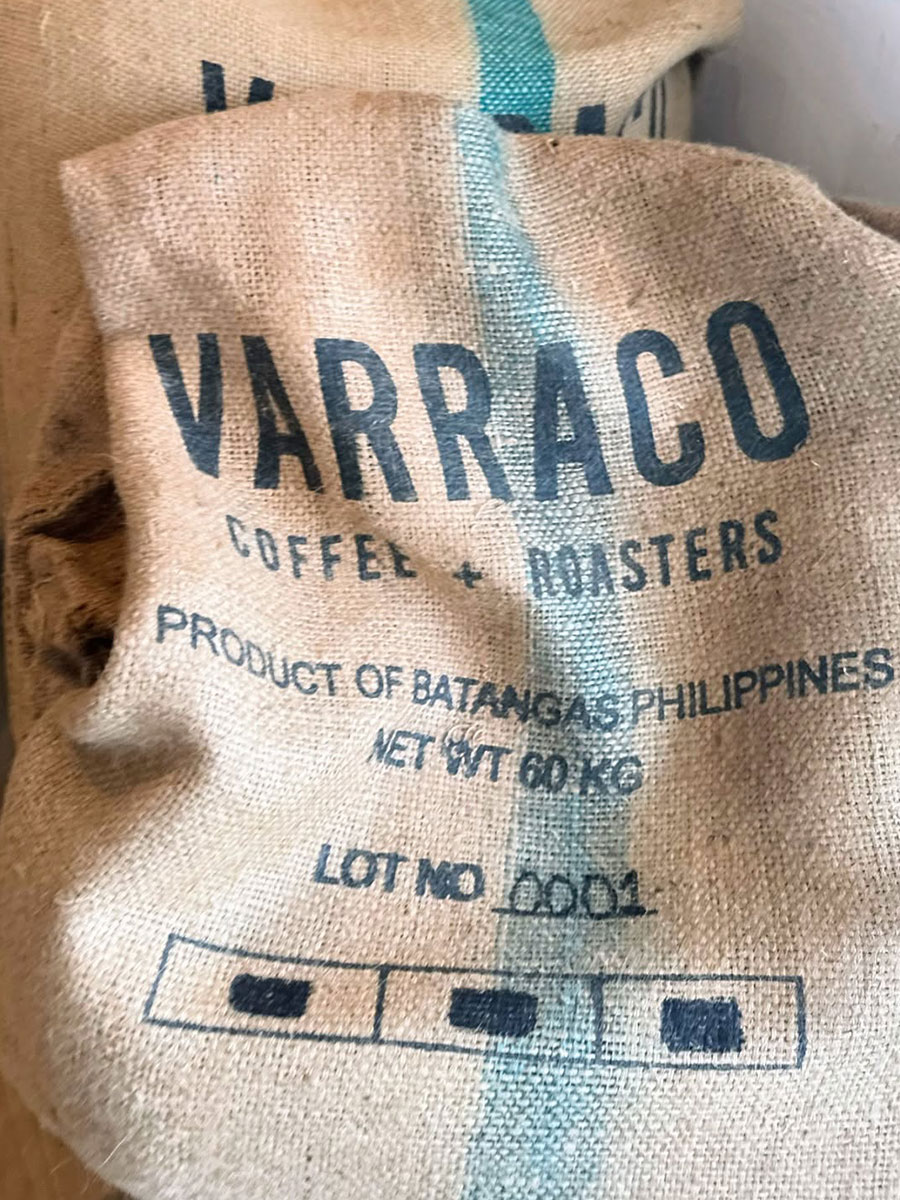 VARRACO
COFFEE + ROASTERS
PRODUCT OF BATANGAS PHILIPPINES
NET WT 60 KG
LOT NO 0001